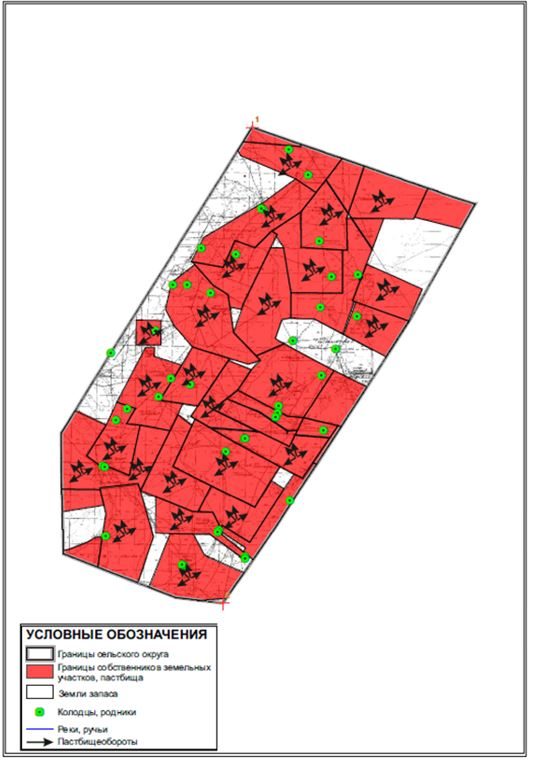 1
УСЛОВНЫЕ ОБОЗНАЧЕНИЯ
Границы сельского округа
Границы собственников земельных
участков, пастбища
Земли запаса
Колодцы, родники
Реки, ручьи
Пастбищеобороты